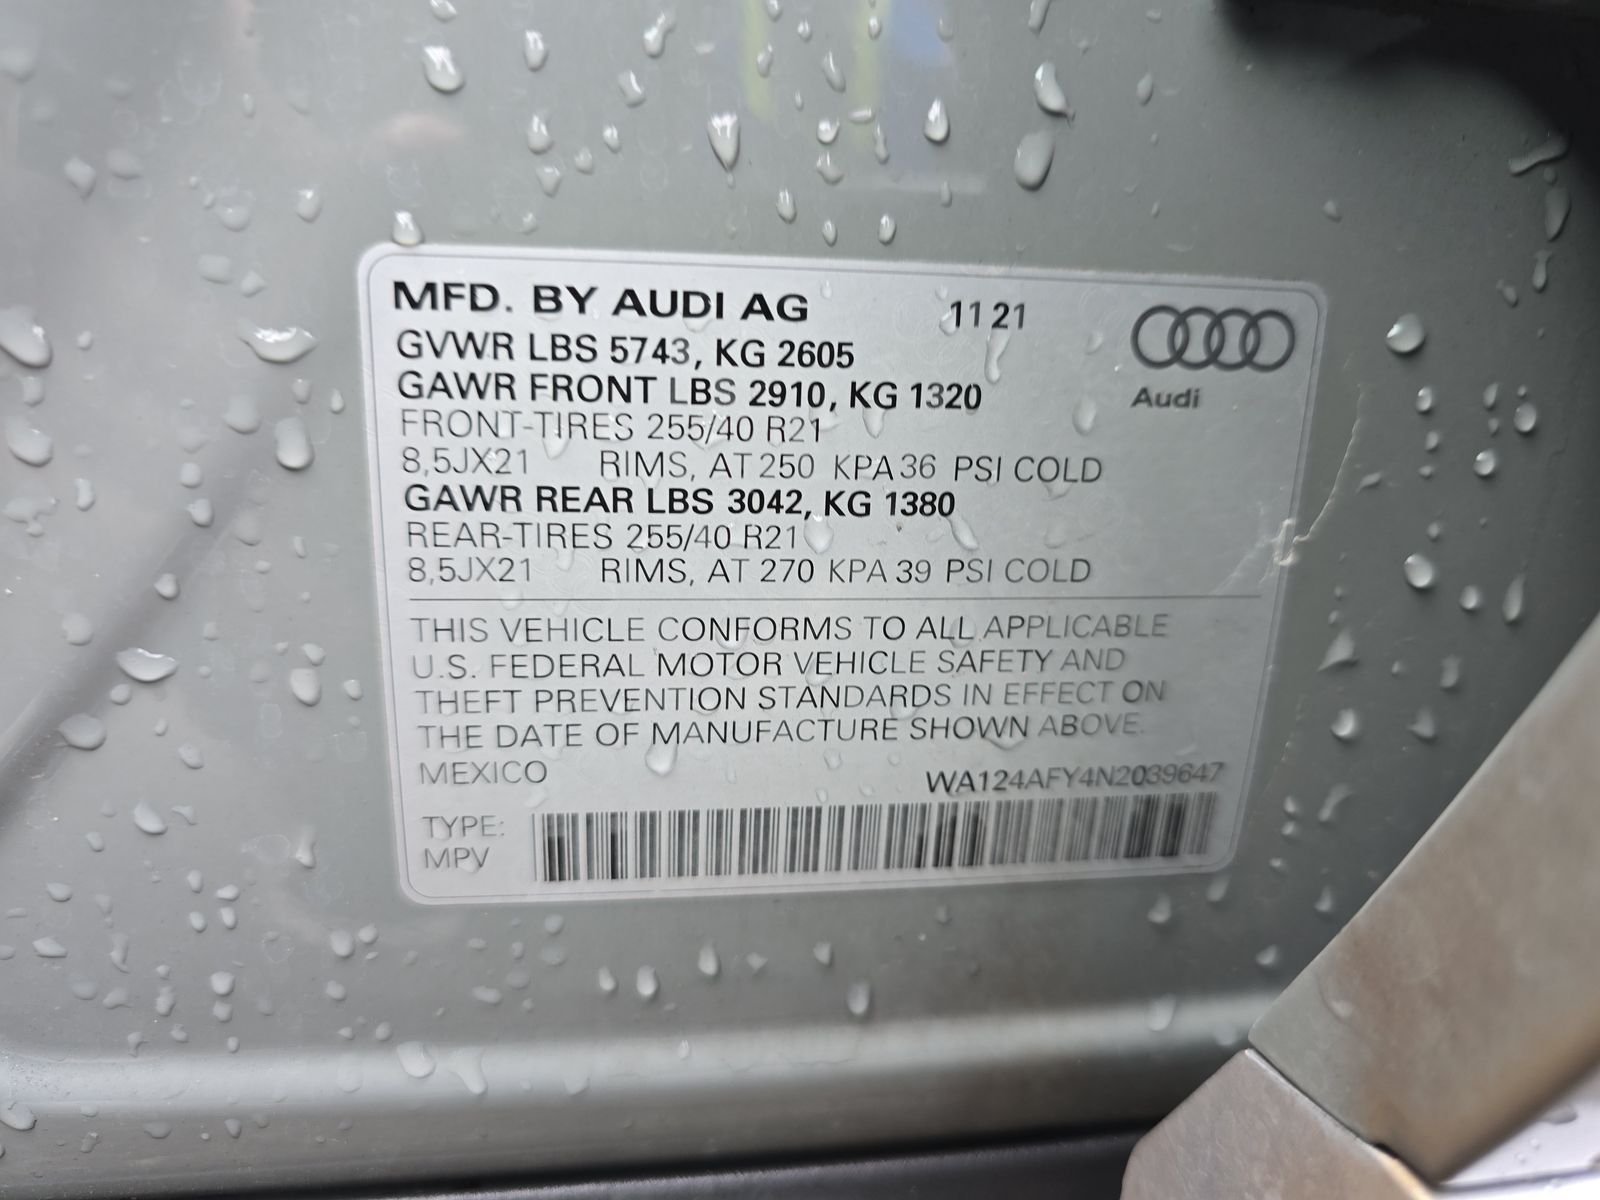 MFD. BY AUDI AG 11 21
GVWR LBS 5743, KG 2605
GAWR FRONT LBS 2910, KG 1320
Audi
FRONT-TIRES 255/40 R21
8,5JX21 RIMS, AT 250 KPA 36 PSI COLD
GAWR REAR LBS 3042, KG 1380
REAR-TIRES 255/40 R21
8,5JX21 RIMS, AT 270 KPA 39 PSI COLD
THIS VEHICLE CONFORMS TO ALL APPLICABLE
U.S. FEDERAL MOTOR VEHICLE SAFETY AND
THEFT PREVENTION STANDARDS IN EFFECT ON
THE DATE OF MANUFACTURE SHOWN ABOVE.
MEXICO WA124AFY4N2039647
TYPE:
MPV